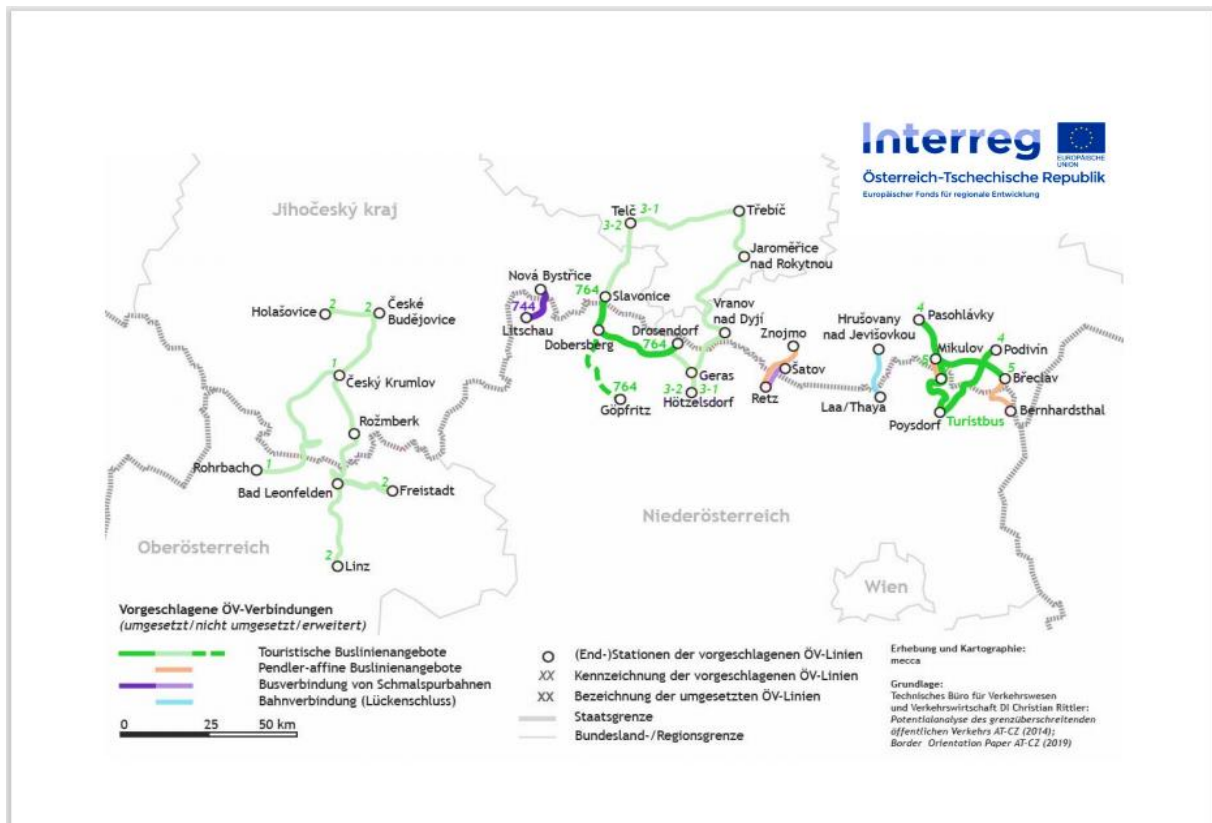 Interreg
EUROPÄISCHE
UNION
Österreich-Tschechische Republik
Europäischer Fonds für regionale Entwicklung
Jihočeský kraj
Telč
3-1
3-2
Třebíč
Jaroměřice
nad Rokytnou
Nová Bystřice
744
Litschau
764
Slavonice
Holašovice
2
2
České
Budějovice
Dobersberg
Drosendorf
764
Vranov
nad Dyjí
Znojmo
Hrušovany
nad Jevišovkou
4
Pasohlávky
4
Podivín
Mikulov
5
5
Břeclav
1
Český Krumlov
764
Göpfritz
Geras
3-2
3-1
Hötzelsdorf
Šatov
Retz
Laa/Thaya
Poysdorf
Turistbus
Bernhardsthal
Rožmberk
Rohrbach
1
Bad Leonfelden
2
Freistadt
Niederösterreich
Oberösterreich
2
Linz
Wien
Vorgeschlagene ÖV-Verbindungen
(umgesetzt/nicht umgesetzt/erweitert)
Touristische Buslinienangebote
Pendler-affine Buslinienangebote
Busverbindung von Schmalspurbahnen
Bahnverbindung (Lückenschluss)
0 25 50 km
(End-)Stationen der vorgeschlagenen ÖV-Linien
XX Kennzeichnung der vorgeschlagenen ÖV-Linien
XX Bezeichnung der umgesetzten ÖV-Linien
Staatsgrenze
Bundesland-/Regionsgrenze
Erhebung und Kartographie:
mecca
Grundlage:
Technisches Büro für Verkehrswesen
und Verkehrswirtschaft DI Christian Rittler:
Potentialanalyse des grenzüberschreitenden
öffentlichen Verkehrs AT-CZ (2014);
Border Orientation Paper AT-CZ (2019)